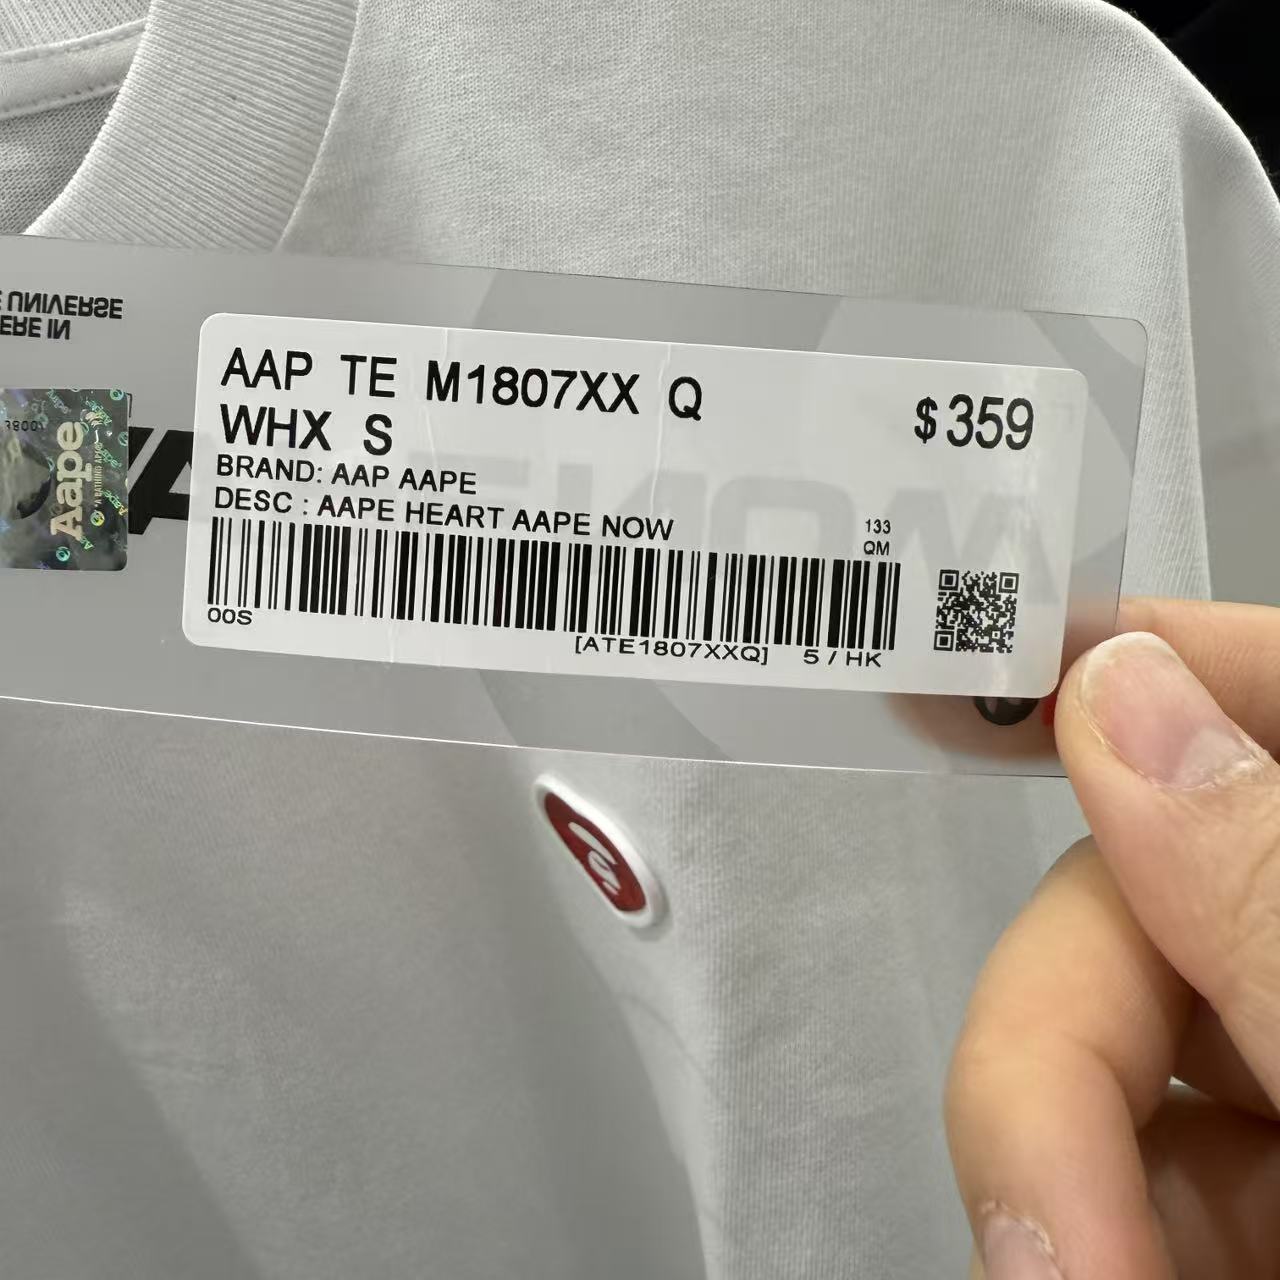 UNIVERSE
ERE IN
Aape
AAP TE M1807XX Q
WHX S
$359
BRAND: AAP AAPE
DESC : AAPE HEART AAPE NOW
133
QM
00S
[ATE1807XXQ] 5 / HK